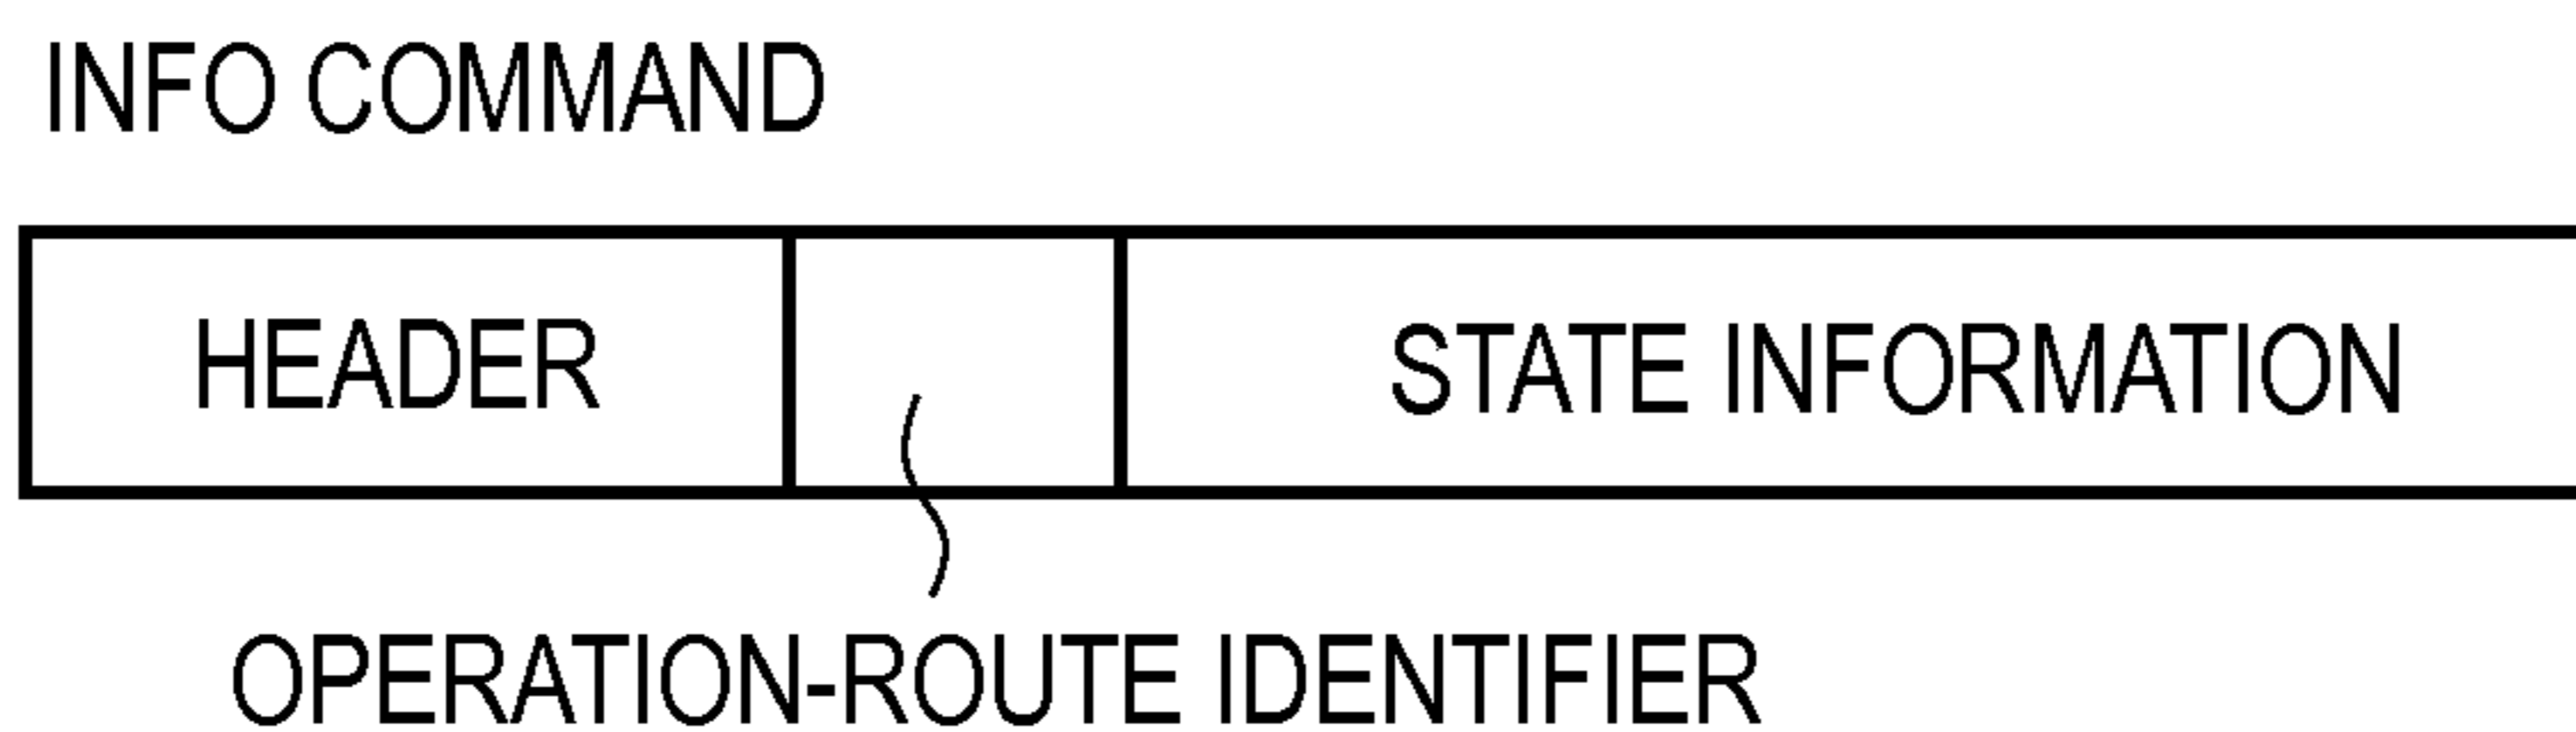 INFO COMMAND
HEADER STATE INFORMATION
OPERATION-ROUTE IDENTIFIER